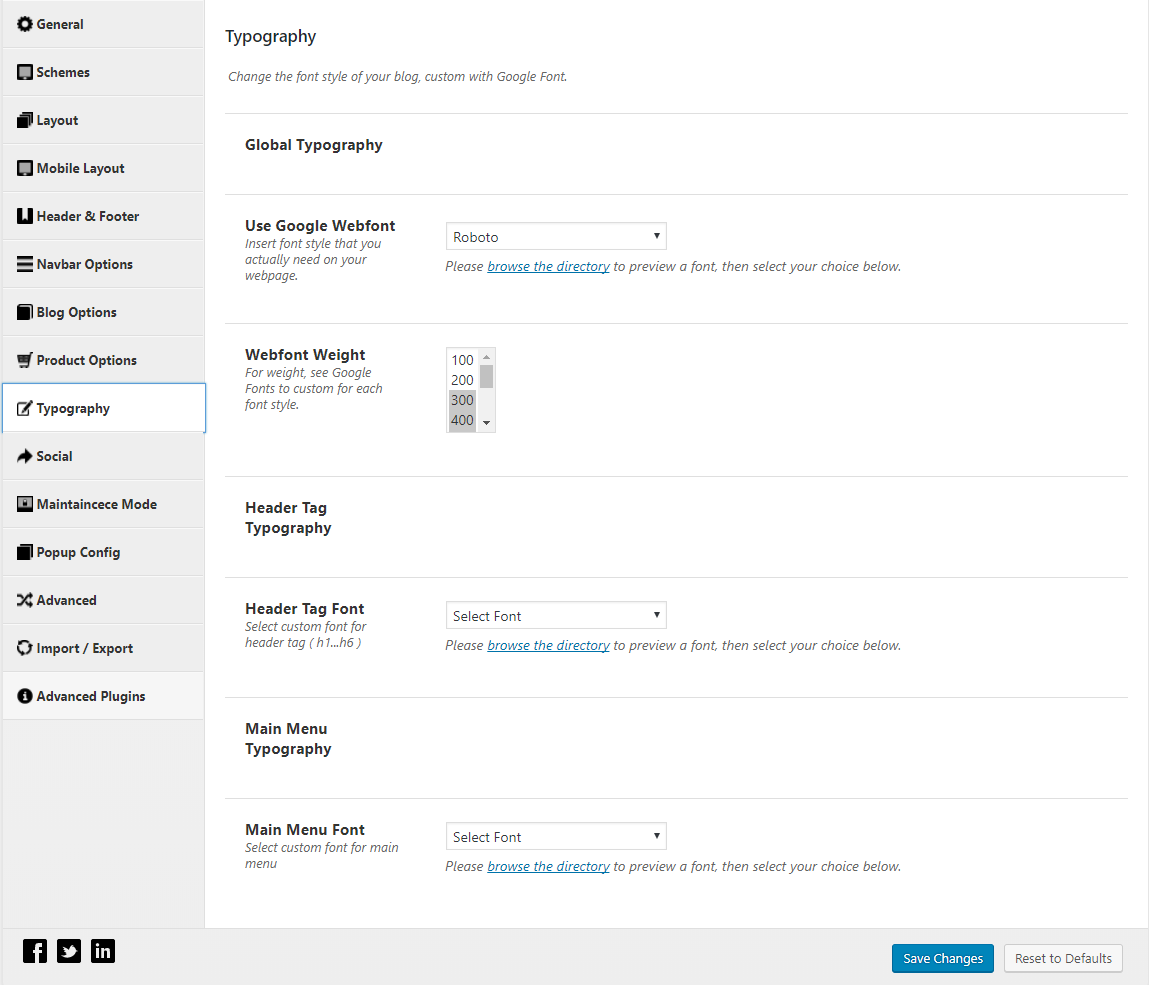 General
Schemes
Layout
Mobile Layout
Header & Footer
Navbar Options
Blog Options
Product Options
Typography
Social
Maintaincece Mode
Popup Config
Advanced
Import / Export
Advanced Plugins
Typography
Change the font style of your blog, custom with Google Font.
Global Typography
Use Google Webfont
Insert font style that you
actually need on your
webpage.
Roboto
Please browse the directory to preview a font, then select your choice below.
Webfont Weight
For weight, see Google
Fonts to custom for each
font style.
100
200
300
400
Header Tag
Typography
Header Tag Font
Select custom font for
header tag ( h1...h6 )
Select Font
Please browse the directory to preview a font, then select your choice below.
Main Menu
Typography
Main Menu Font
Select custom font for main
menu
Select Font
Please browse the directory to preview a font, then select your choice below.
Save Changes
Reset to Defaults